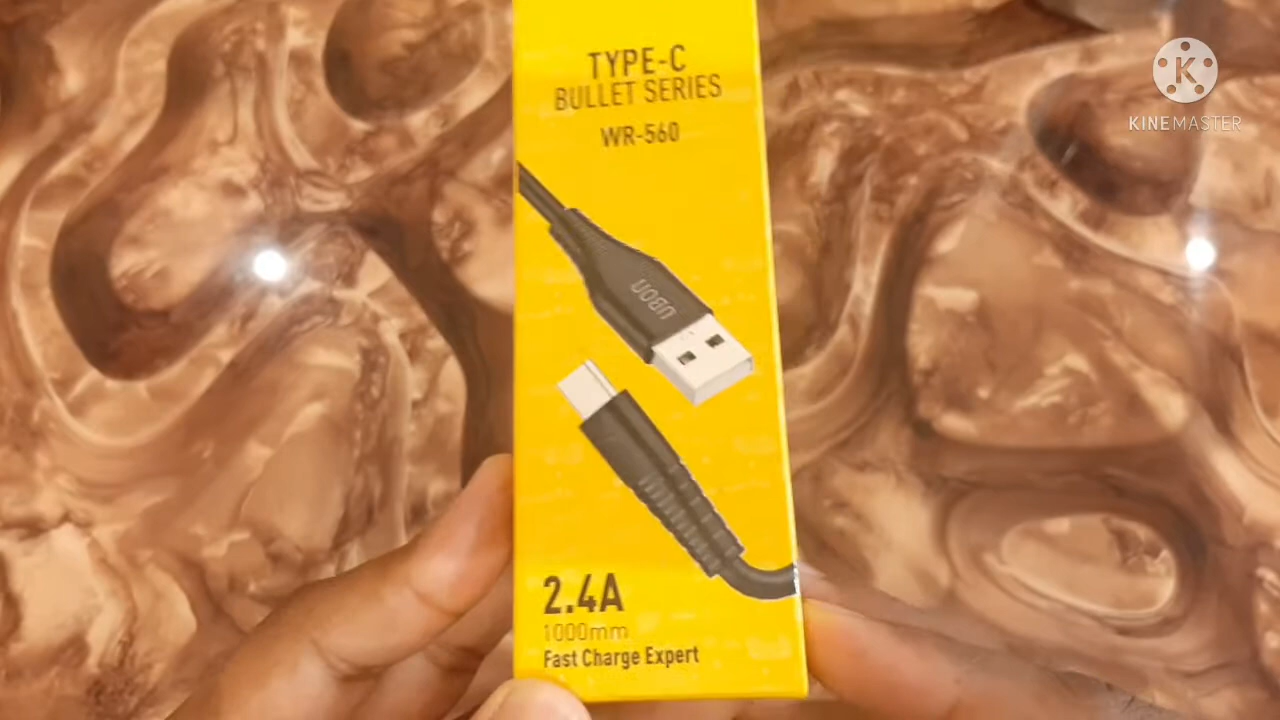 TYPE-C
BULLET SERIES
WR-560
UBON
2.4A
1000mm
Fast Charge Expert
K
KINEMASTER